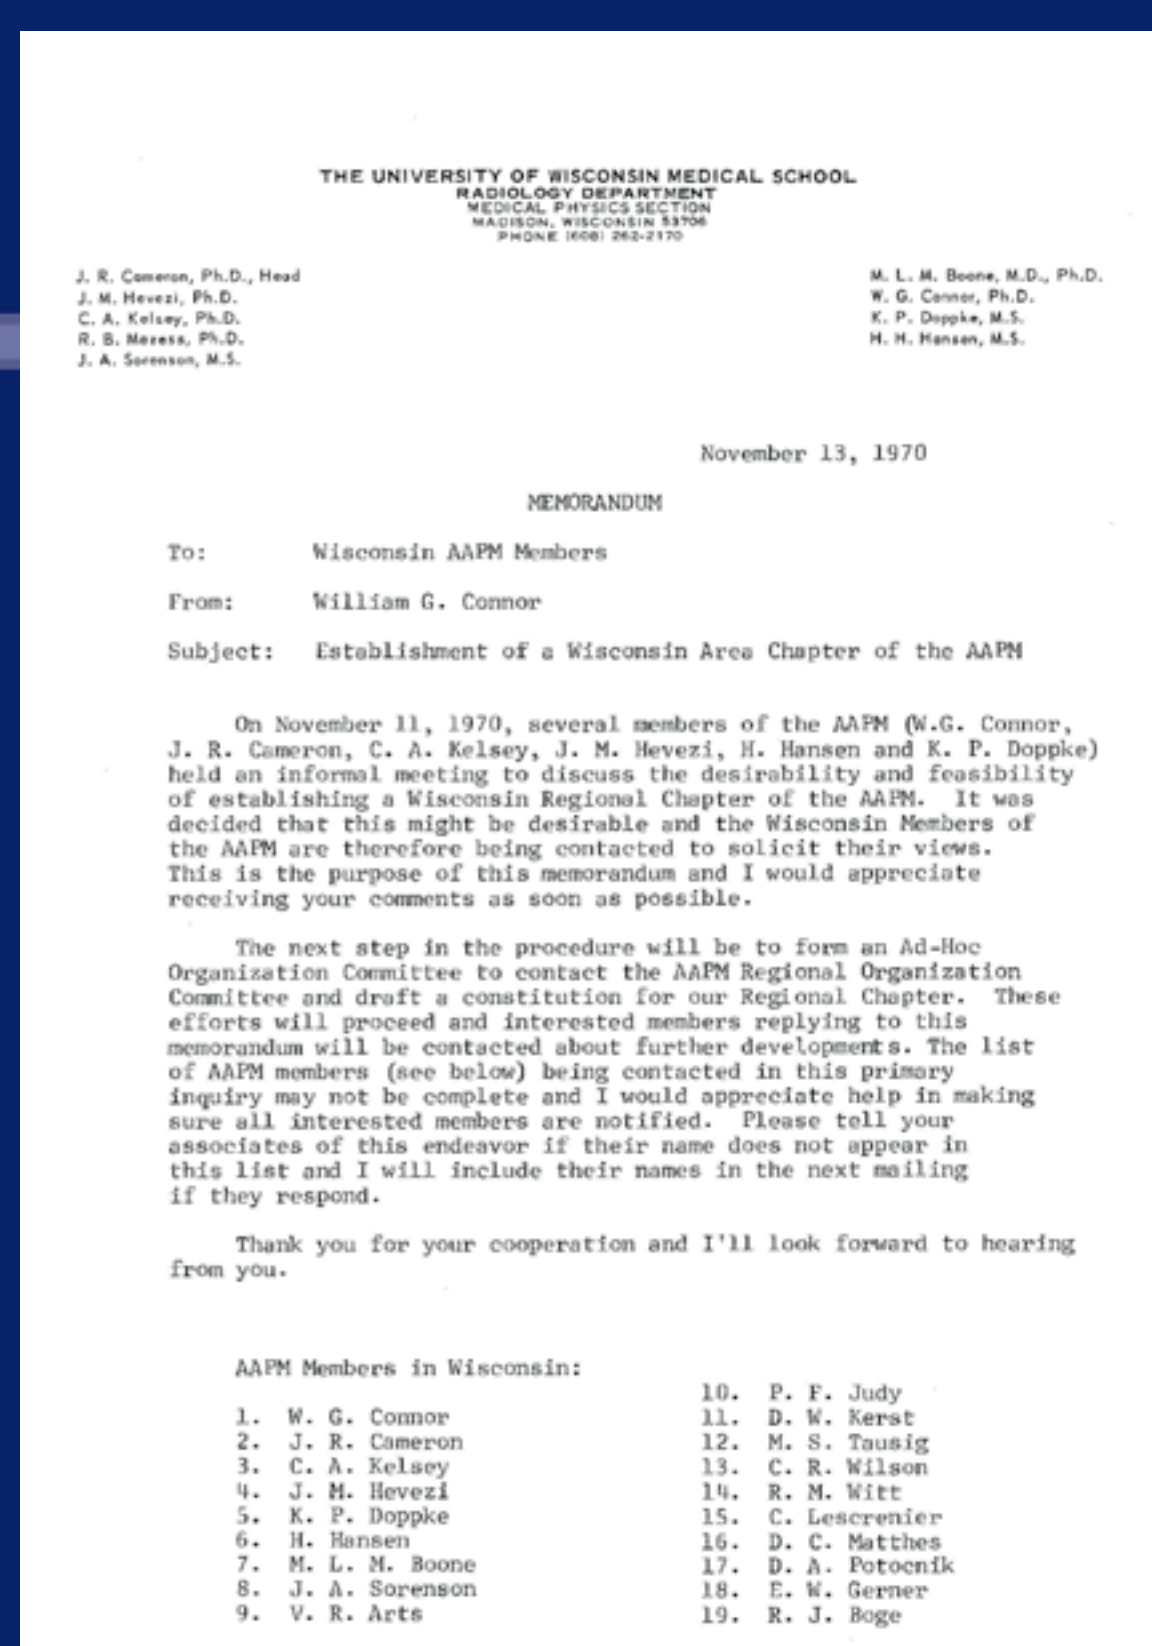 THE UNIVERSITY OF WISCONSIN MEDICAL SCHOOL
RADIOLOGY DEPARTMENT
MEDICAL PHYSICS SECTION
MADISON, WISCONSIN 53706
PHONE (608) 262-2170
J. R. Cameron, Ph.D., Head
J. M. Hevezi, Ph.D.
C. A. Kelsey, Ph.D.
R. B. Mazess, Ph.D.
J. A. Sorenson, M.S.
M. L. M. Boone, M.D., Ph.D.
W. G. Connor, Ph.D.
K. P. Doppke, M.S.
H. H. Hansen, M.S.
November 13, 1970
MEMORANDUM
To: Wisconsin AAPM Members
From: William G. Connor
Subject: Establishment of a Wisconsin Area Chapter of the AAPM
On November 11, 1970, several members of the AAPM (W.G. Connor,
J. R. Cameron, C. A. Kelsey, J. M. Hevezi, H. Hansen and K. P. Doppke)
held an informal meeting to discuss the desirability and feasibility
of establishing a Wisconsin Regional Chapter of the AAPM. It was
decided that this might be desirable and the Wisconsin Members of
the AAPM are therefore being contacted to solicit their views.
This is the purpose of this memorandum and I would appreciate
receiving your comments as soon as possible.
The next step in the procedure will be to form an Ad-Hoc
Organization Committee to contact the AAPM Regional Organization
Committee and draft a constitution for our Regional Chapter. These
efforts will proceed and interested members replying to this
memorandum will be contacted about further developments. The list
of AAPM members (see below) being contacted in this primary
inquiry may not be complete and I would appreciate help in making
sure all interested members are notified. Please tell your
associates of this endeavor if their name does not appear in
this list and I will include their names in the next mailing
if they respond.
Thank you for your cooperation and I'll look forward to hearing
from you.
AAPM Members in Wisconsin:
1. W. G. Connor
2. J. R. Cameron
3. C. A. Kelsey
4. J. M. Hevezi
5. K. P. Doppke
6. H. Hansen
7. M. L. M. Boone
8. J. A. Sorenson
9. V. R. Arts
10. P. F. Judy
11. D. W. Kerst
12. M. S. Tausig
13. C. R. Wilson
14. R. M. Witt
15. C. Lescrenier
16. D. C. Matthes
17. D. A. Potocnik
18. E. W. Gerner
19. R. J. Boge